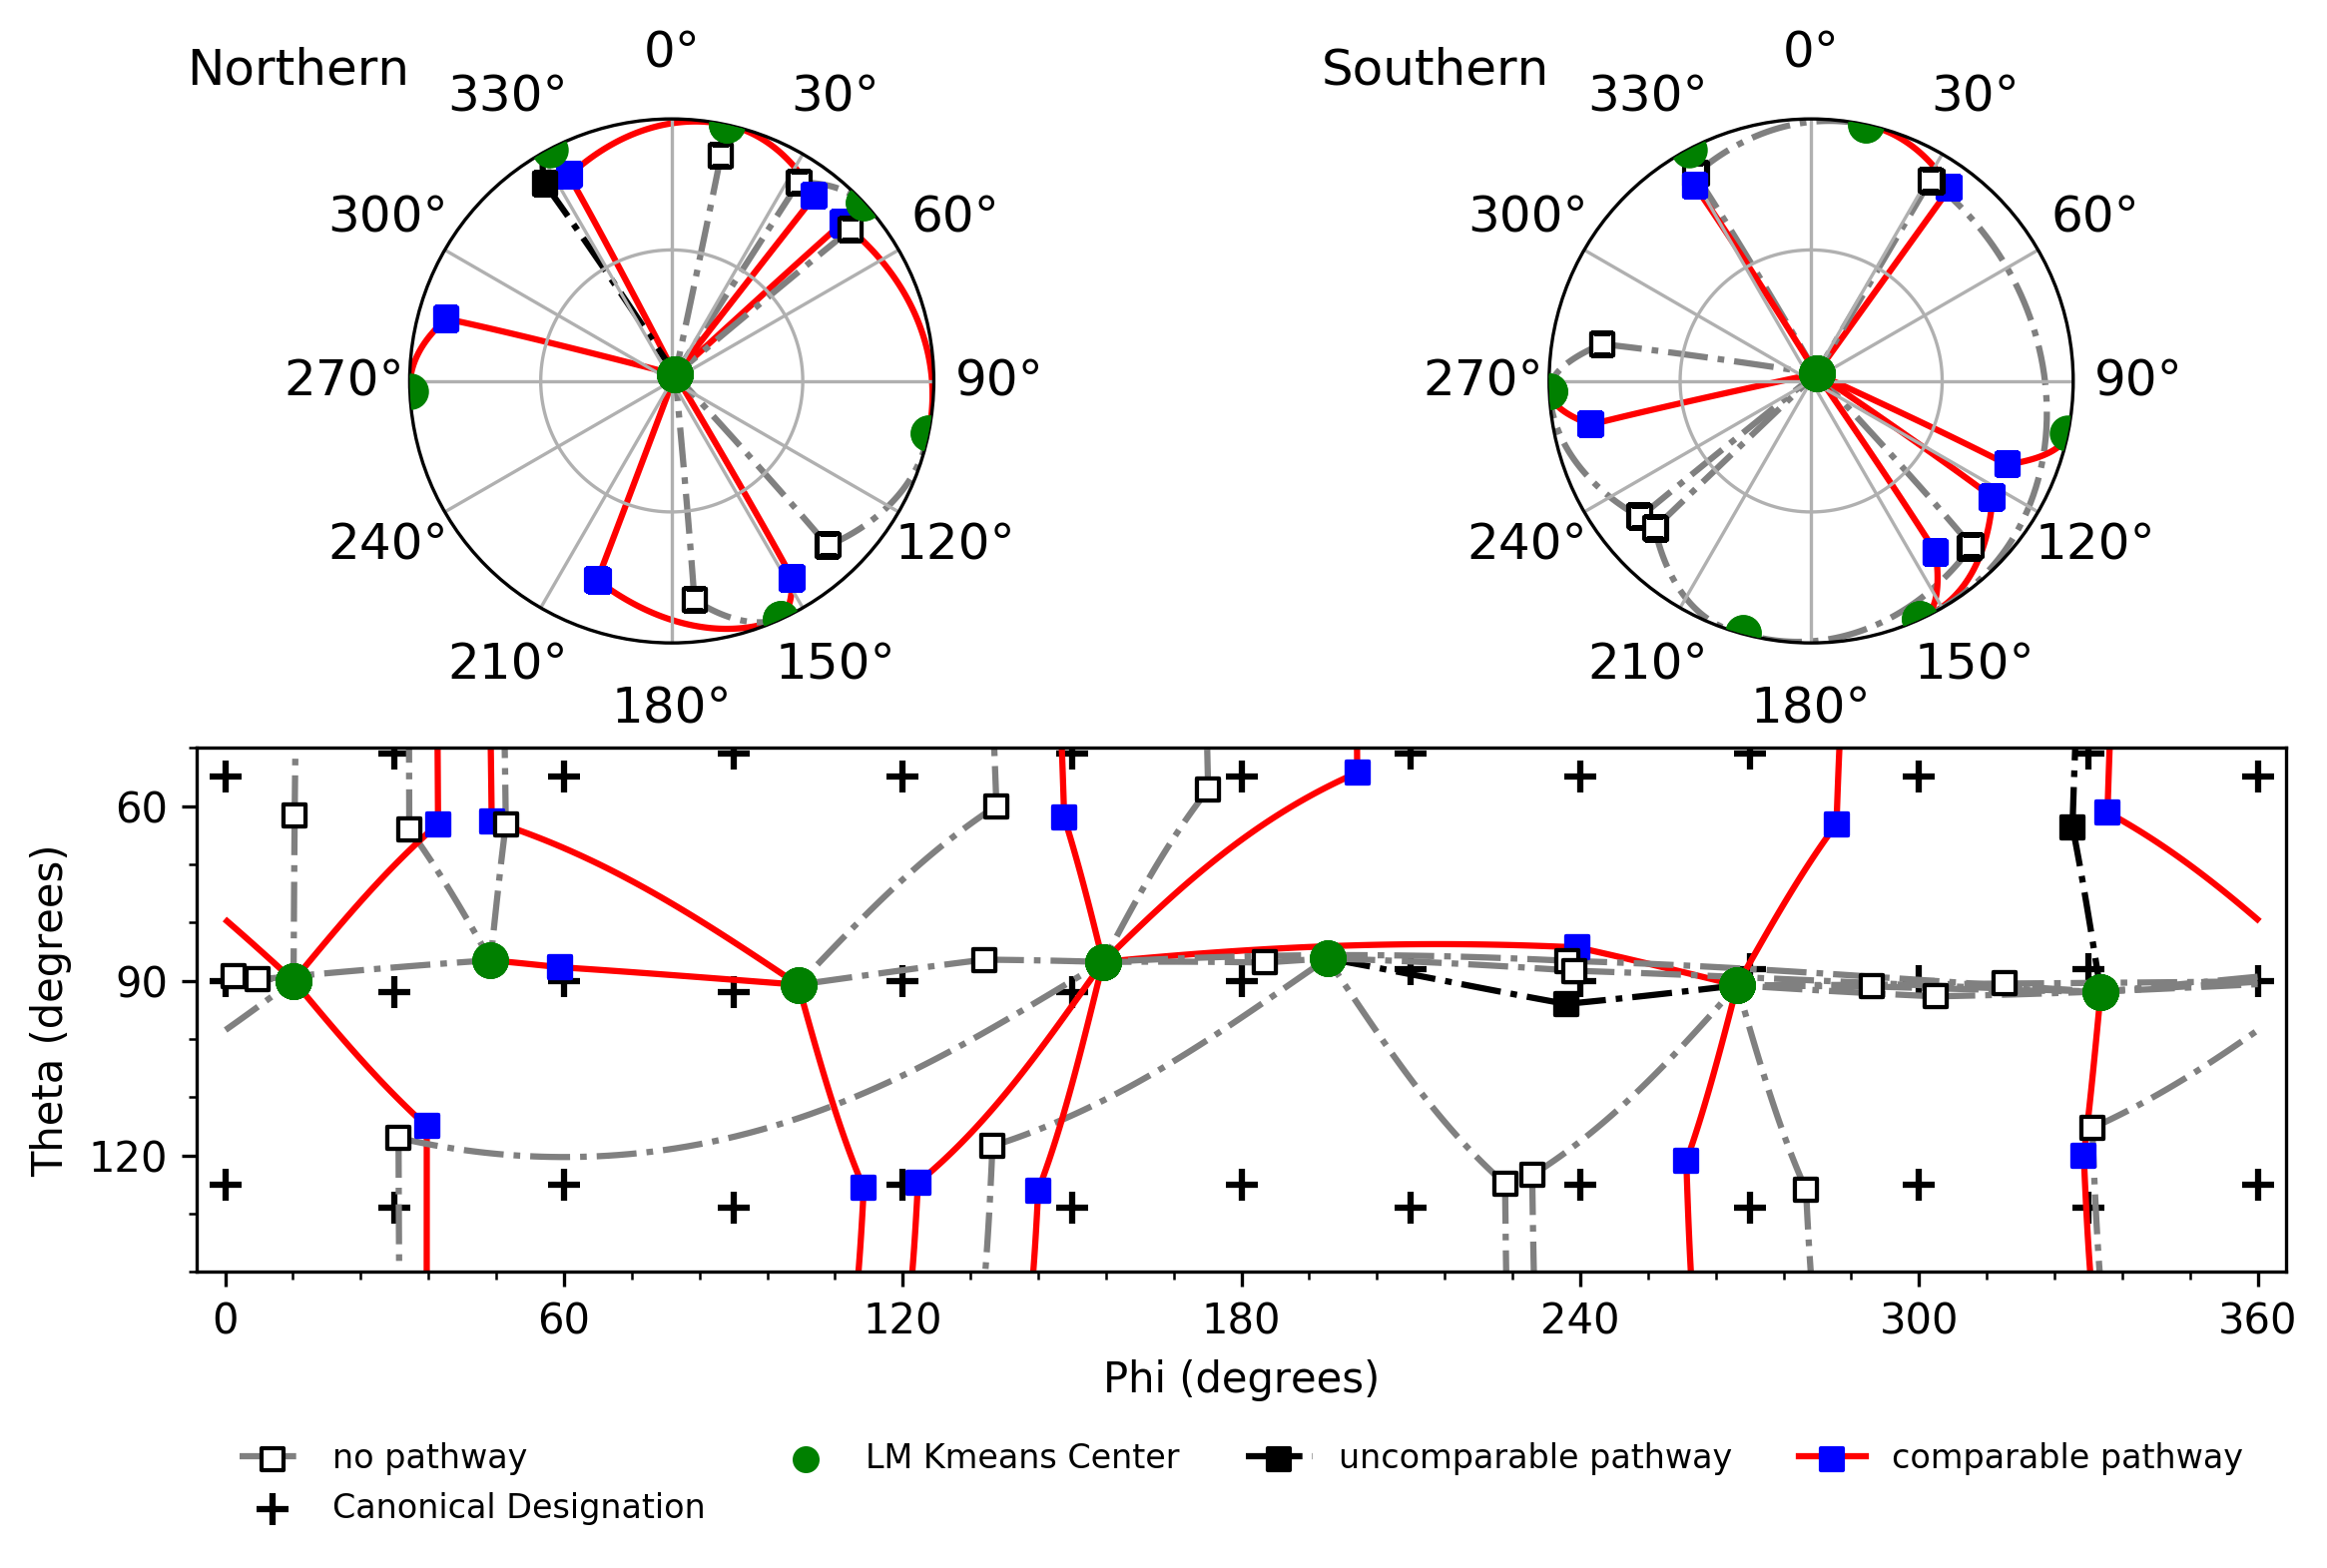 Northern
0°
30°
60°
90°
120°
150°
180°
210°
240°
270°
300°
330°
Southern
0°
30°
60°
90°
120°
150°
180°
210°
240°
270°
300°
330°
Theta (degrees)
60
90
120
0 60 120 180 240 300 360
Phi (degrees)
no pathway
LM Kmeans Center
uncomparable pathway
comparable pathway
Canonical Designation